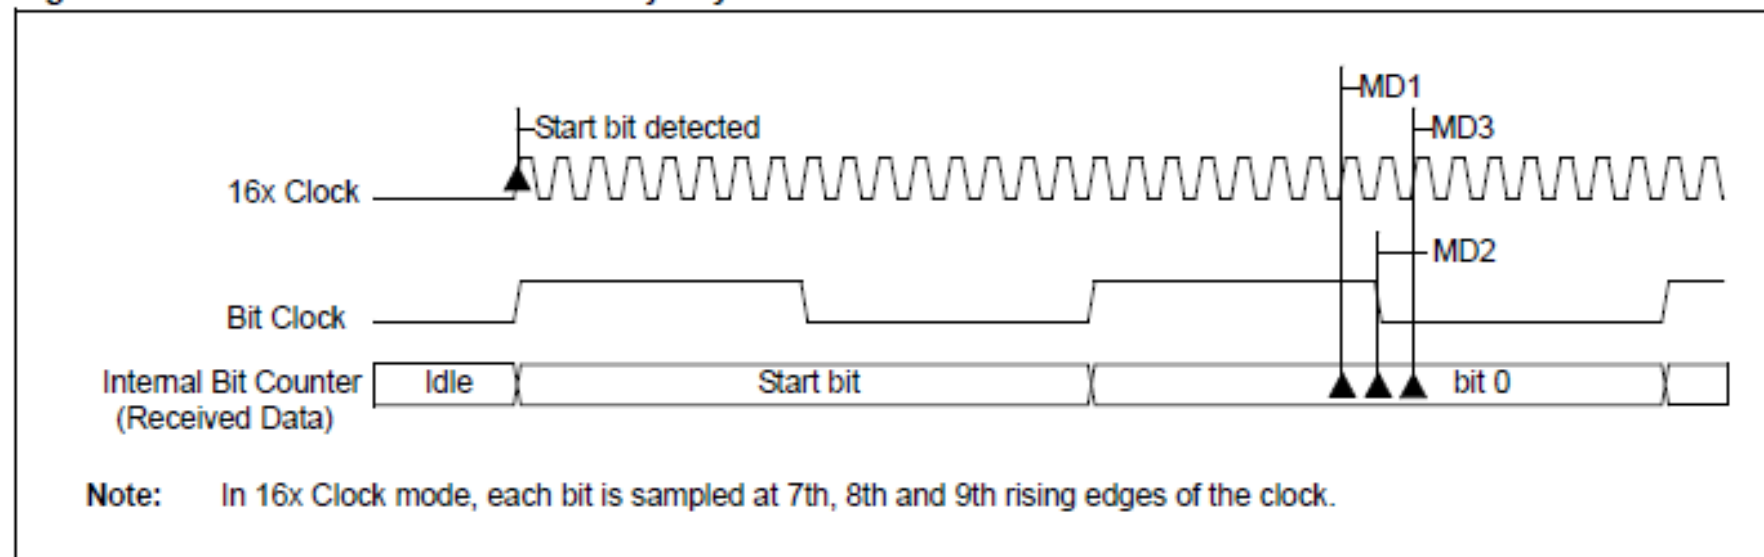 MD1
Start bit detected
MD3
16x Clock
MD2
Bit Clock
Internal Bit Counter
(Received Data)
Idle
Start bit
bit 0
Note: In 16x Clock mode, each bit is sampled at 7th, 8th and 9th rising edges of the clock.